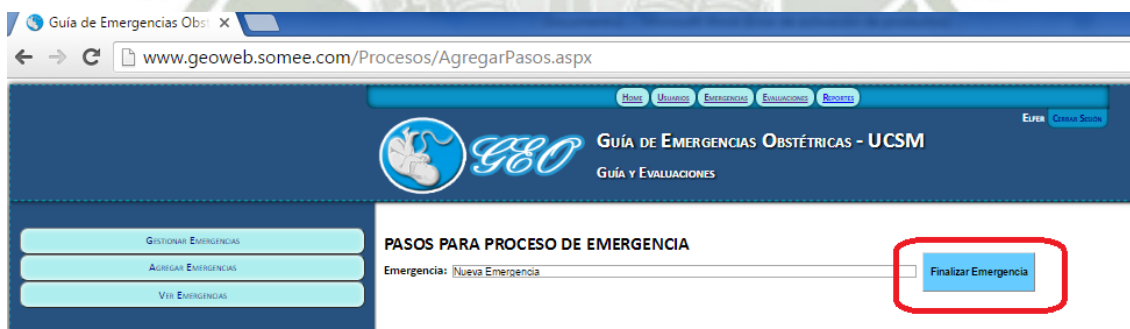 Guía de Emergencias Obst
www.geoweb.somee.com/Procesos/AgregarPasos.aspx
Home Usuarios Emergencias Evaluaciones Reportes
Elfer Cerrar Sesión
GEO
Guía de Emergencias Obstétricas - UCSM
Guía y Evaluaciones
Gestionar Emergencias
Agregar Emergencias
Ver Emergencias
PASOS PARA PROCESO DE EMERGENCIA
Emergencia: Nueva Emergencia
Finalizar Emergencia